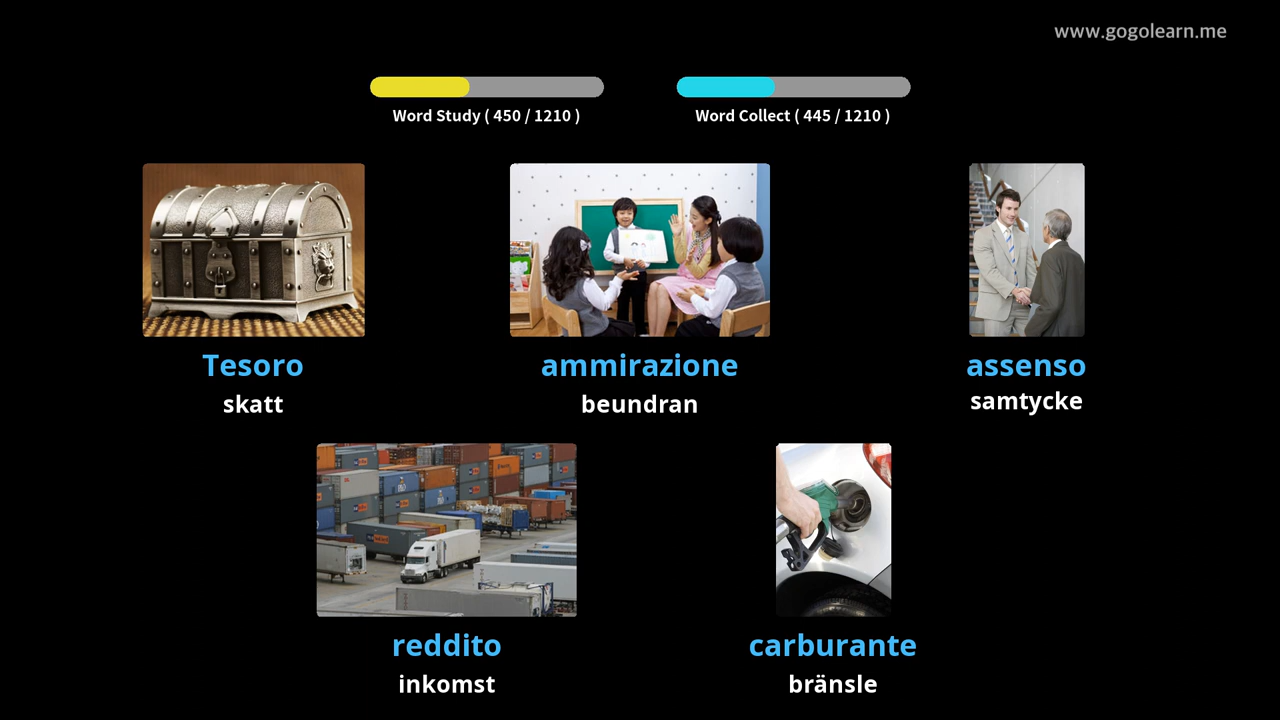 www.gogolearn.me
Word Study ( 450 / 1210 )
Word Collect ( 445 / 1210 )
Tesoro
skatt
ammirazione
beundran
assenso
samtycke
reddito
inkomst
carburante
bränsle